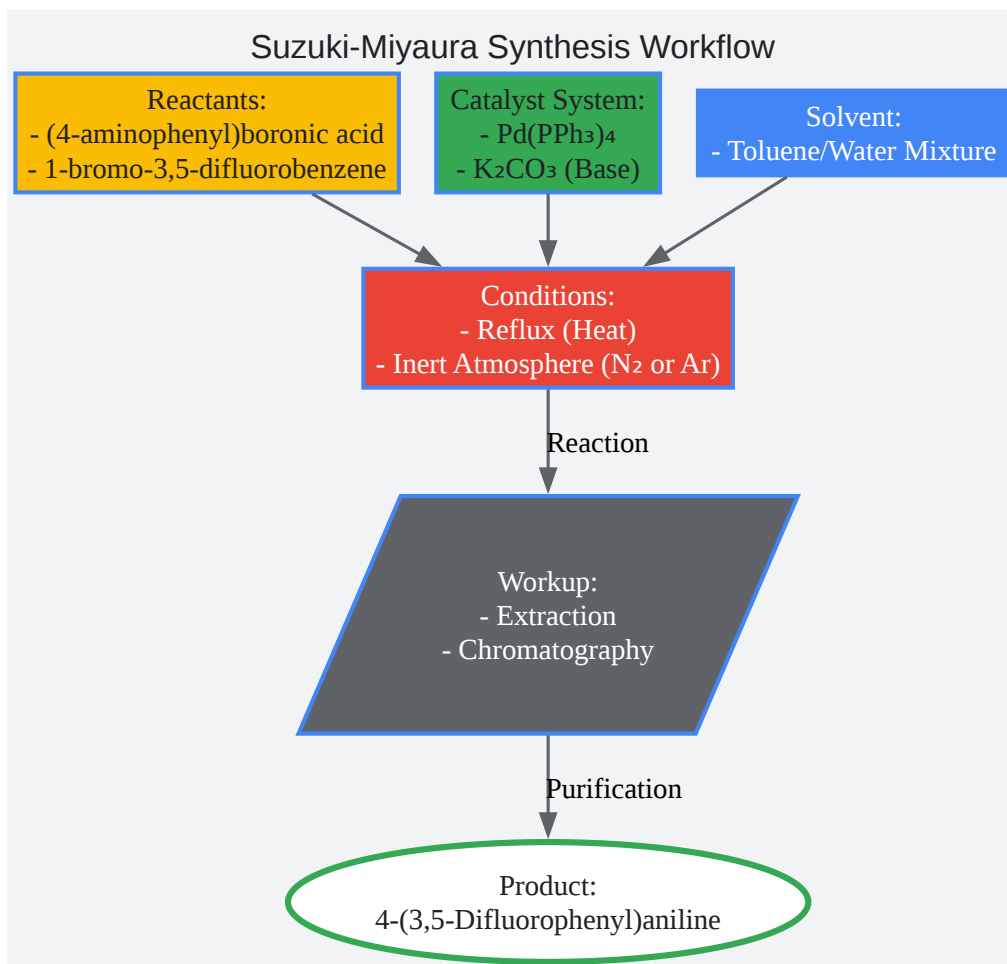 Suzuki-Miyaura Synthesis Workflow
Reactants:
- (4-aminophenyl)boronic acid
- 1-bromo-3,5-difluorobenzene
Catalyst System:
- Pd(PPh₃)₄
- K₂CO₃ (Base)
Solvent:
- Toluene/Water Mixture
Conditions:
- Reflux (Heat)
- Inert Atmosphere (N₂ or Ar)
Reaction
Workup:
- Extraction
- Chromatography
Purification
Product:
4-(3,5-Difluorophenyl)aniline